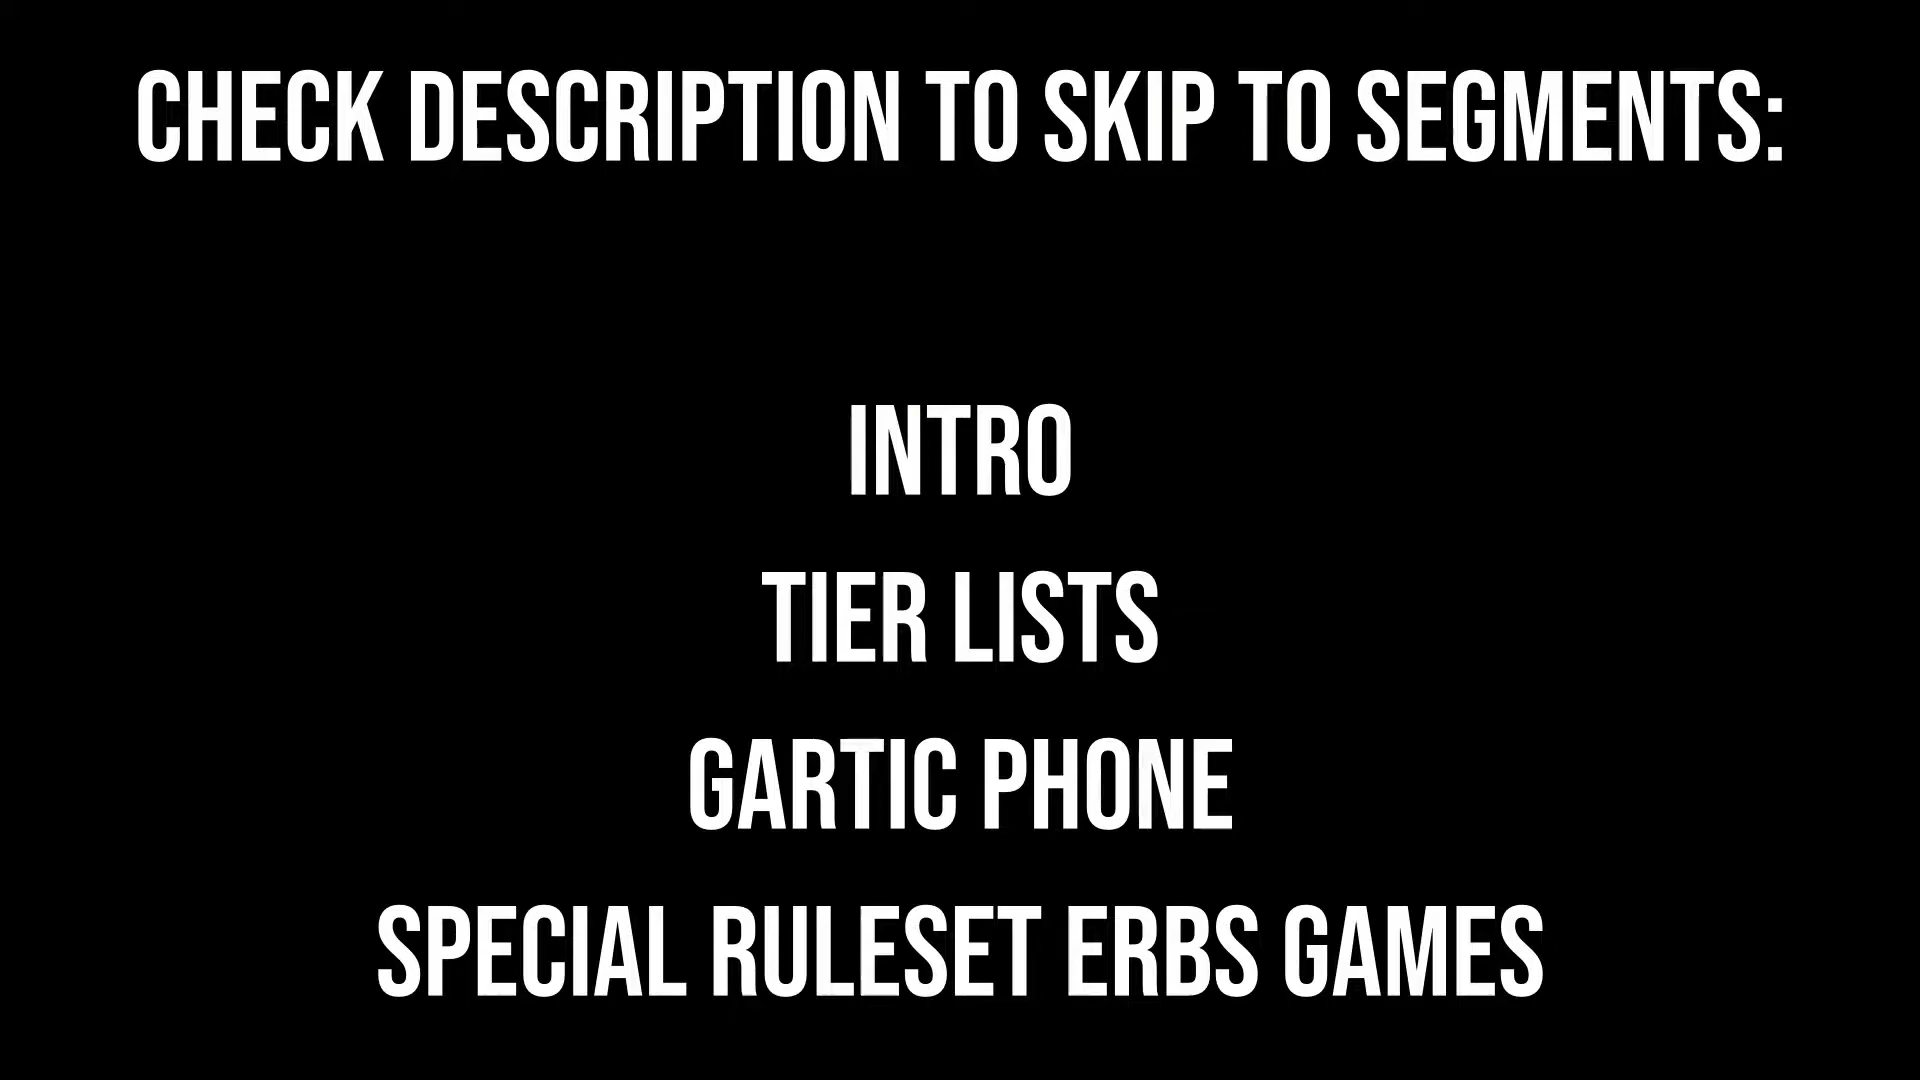 CHECK DESCRIPTION TO SKIP TO SEGMENTS:
INTRO
TIER LISTS
GARTIC PHONE
SPECIAL RULESET ERBS GAMES